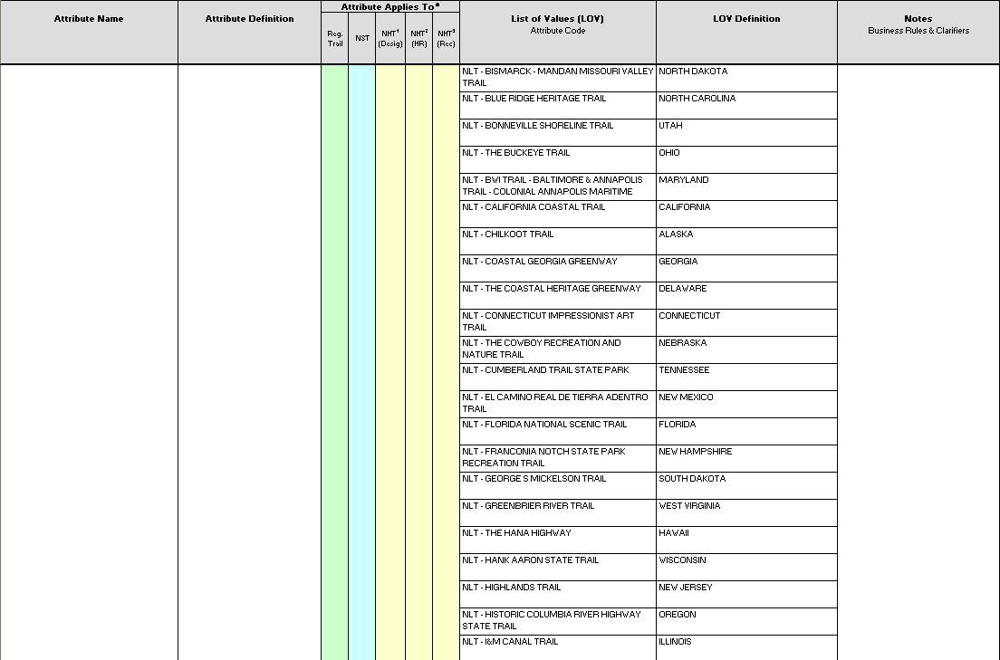 Attribute Name
Attribute Definition
Attribute Applies To*
Reg.
Trail
NST
NHT¹
(Desig)
NHT²
(HR)
NHT³
(Rec)
List of Values (LOV)
Attribute Code
LOV Definition
Notes
Business Rules & Clarifiers
NLT - BISMARCK - MANDAN MISSOURI VALLEY
TRAIL
NORTH DAKOTA
NLT - BLUE RIDGE HERITAGE TRAIL
NORTH CAROLINA
NLT - BONNEVILLE SHORELINE TRAIL
UTAH
NLT - THE BUCKEYE TRAIL
OHIO
NLT - BWI TRAIL - BALTIMORE & ANNAPOLIS
TRAIL - COLONIAL ANNAPOLIS MARITIME
MARYLAND
NLT - CALIFORNIA COASTAL TRAIL
CALIFORNIA
NLT - CHILKOOT TRAIL
ALASKA
NLT - COASTAL GEORGIA GREENWAY
GEORGIA
NLT - THE COASTAL HERITAGE GREENWAY
DELAWARE
NLT - CONNECTICUT IMPRESSIONIST ART
TRAIL
CONNECTICUT
NLT - THE COWBOY RECREATION AND
NATURE TRAIL
NEBRASKA
NLT - CUMBERLAND TRAIL STATE PARK
TENNESSEE
NLT - EL CAMINO REAL DE TIERRA ADENTRO
TRAIL
NEW MEXICO
NLT - FLORIDA NATIONAL SCENIC TRAIL
FLORIDA
NLT - FRANCONIA NOTCH STATE PARK
RECREATION TRAIL
NEW HAMPSHIRE
NLT - GEORGE S MICKELSON TRAIL
SOUTH DAKOTA
NLT - GREENBRIER RIVER TRAIL
WEST VIRGINIA
NLT - THE HANA HIGHWAY
HAWAII
NLT - HANK AARON STATE TRAIL
WISCONSIN
NLT - HIGHLANDS TRAIL
NEW JERSEY
NLT - HISTORIC COLUMBIA RIVER HIGHWAY
STATE TRAIL
OREGON
NLT - I&M CANAL TRAIL
ILLINOIS